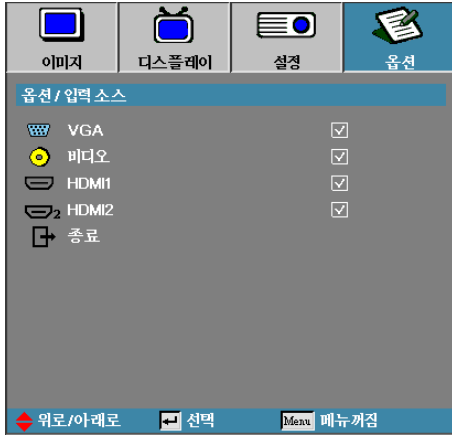 이미지 디스플레이 설정 옵션
옵션 / 입력 소스
VGA
비디오
HDMI1
2 HDMI2
종료
위로/아래로 선택 Menu 메뉴꺼짐